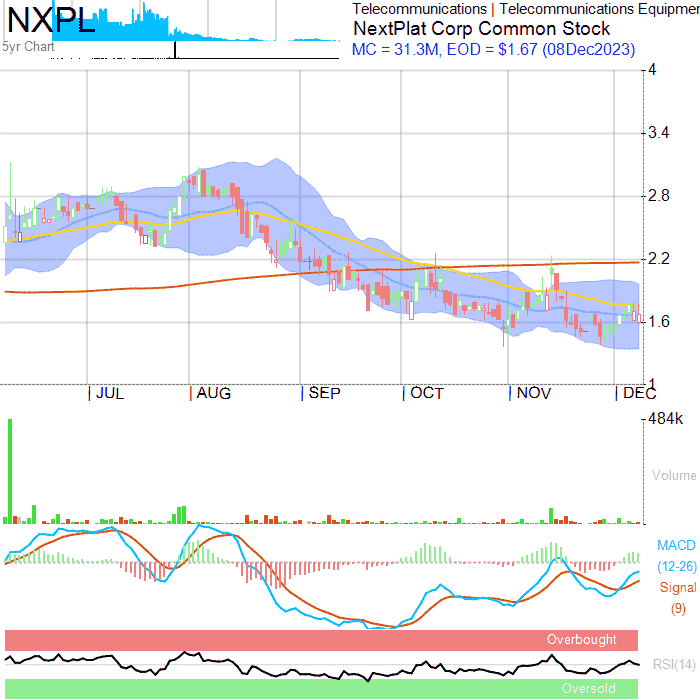 NXPL
5yr Chart
Telecommunications | Telecommunications Equipmen
NextPlat Corp Common Stock
MC = 31.3M, EOD = $1.67 (08Dec2023)
4
3.4
2.8
2.2
1.6
1
JUL AUG SEP OCT NOV DEC
484k
Volume
MACD
(12-26)
Signal
(9)
Overbought
RSI(14)
Oversold